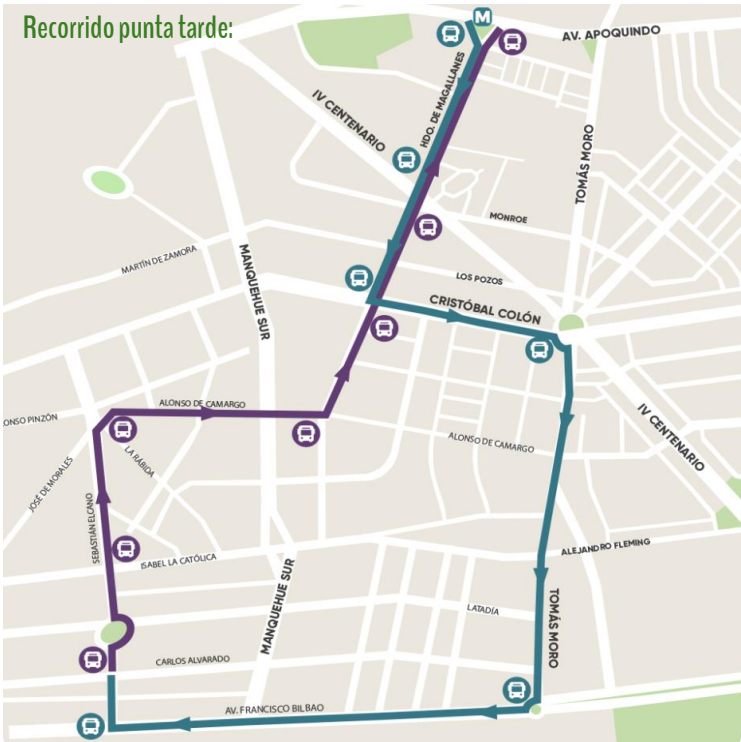 Recorrido punta tarde:
M
AV. APOQUINDO
HDO. DE MAGALLANES
IV CENTENARIO
TOMÁS MORO
MONROE
MARTÍN DE ZAMORA
MANQUEHUE SUR
LOS POZOS
CRISTÓBAL COLÓN
ALONSO DE CAMARGO
ONSO PINZÓN
LA RÁBIDA
JOSÉ DE MORALES
ALONSO DE CAMARGO
IV CENTENARIO
SEBASTIÁN ELCANO
ISABEL LA CATÓLICA
ALEJANDRO FLEMING
MANQUEHUE SUR
LATADÍA
TOMÁS MORO
CARLOS ALVARADO
AV. FRANCISCO BILBAO